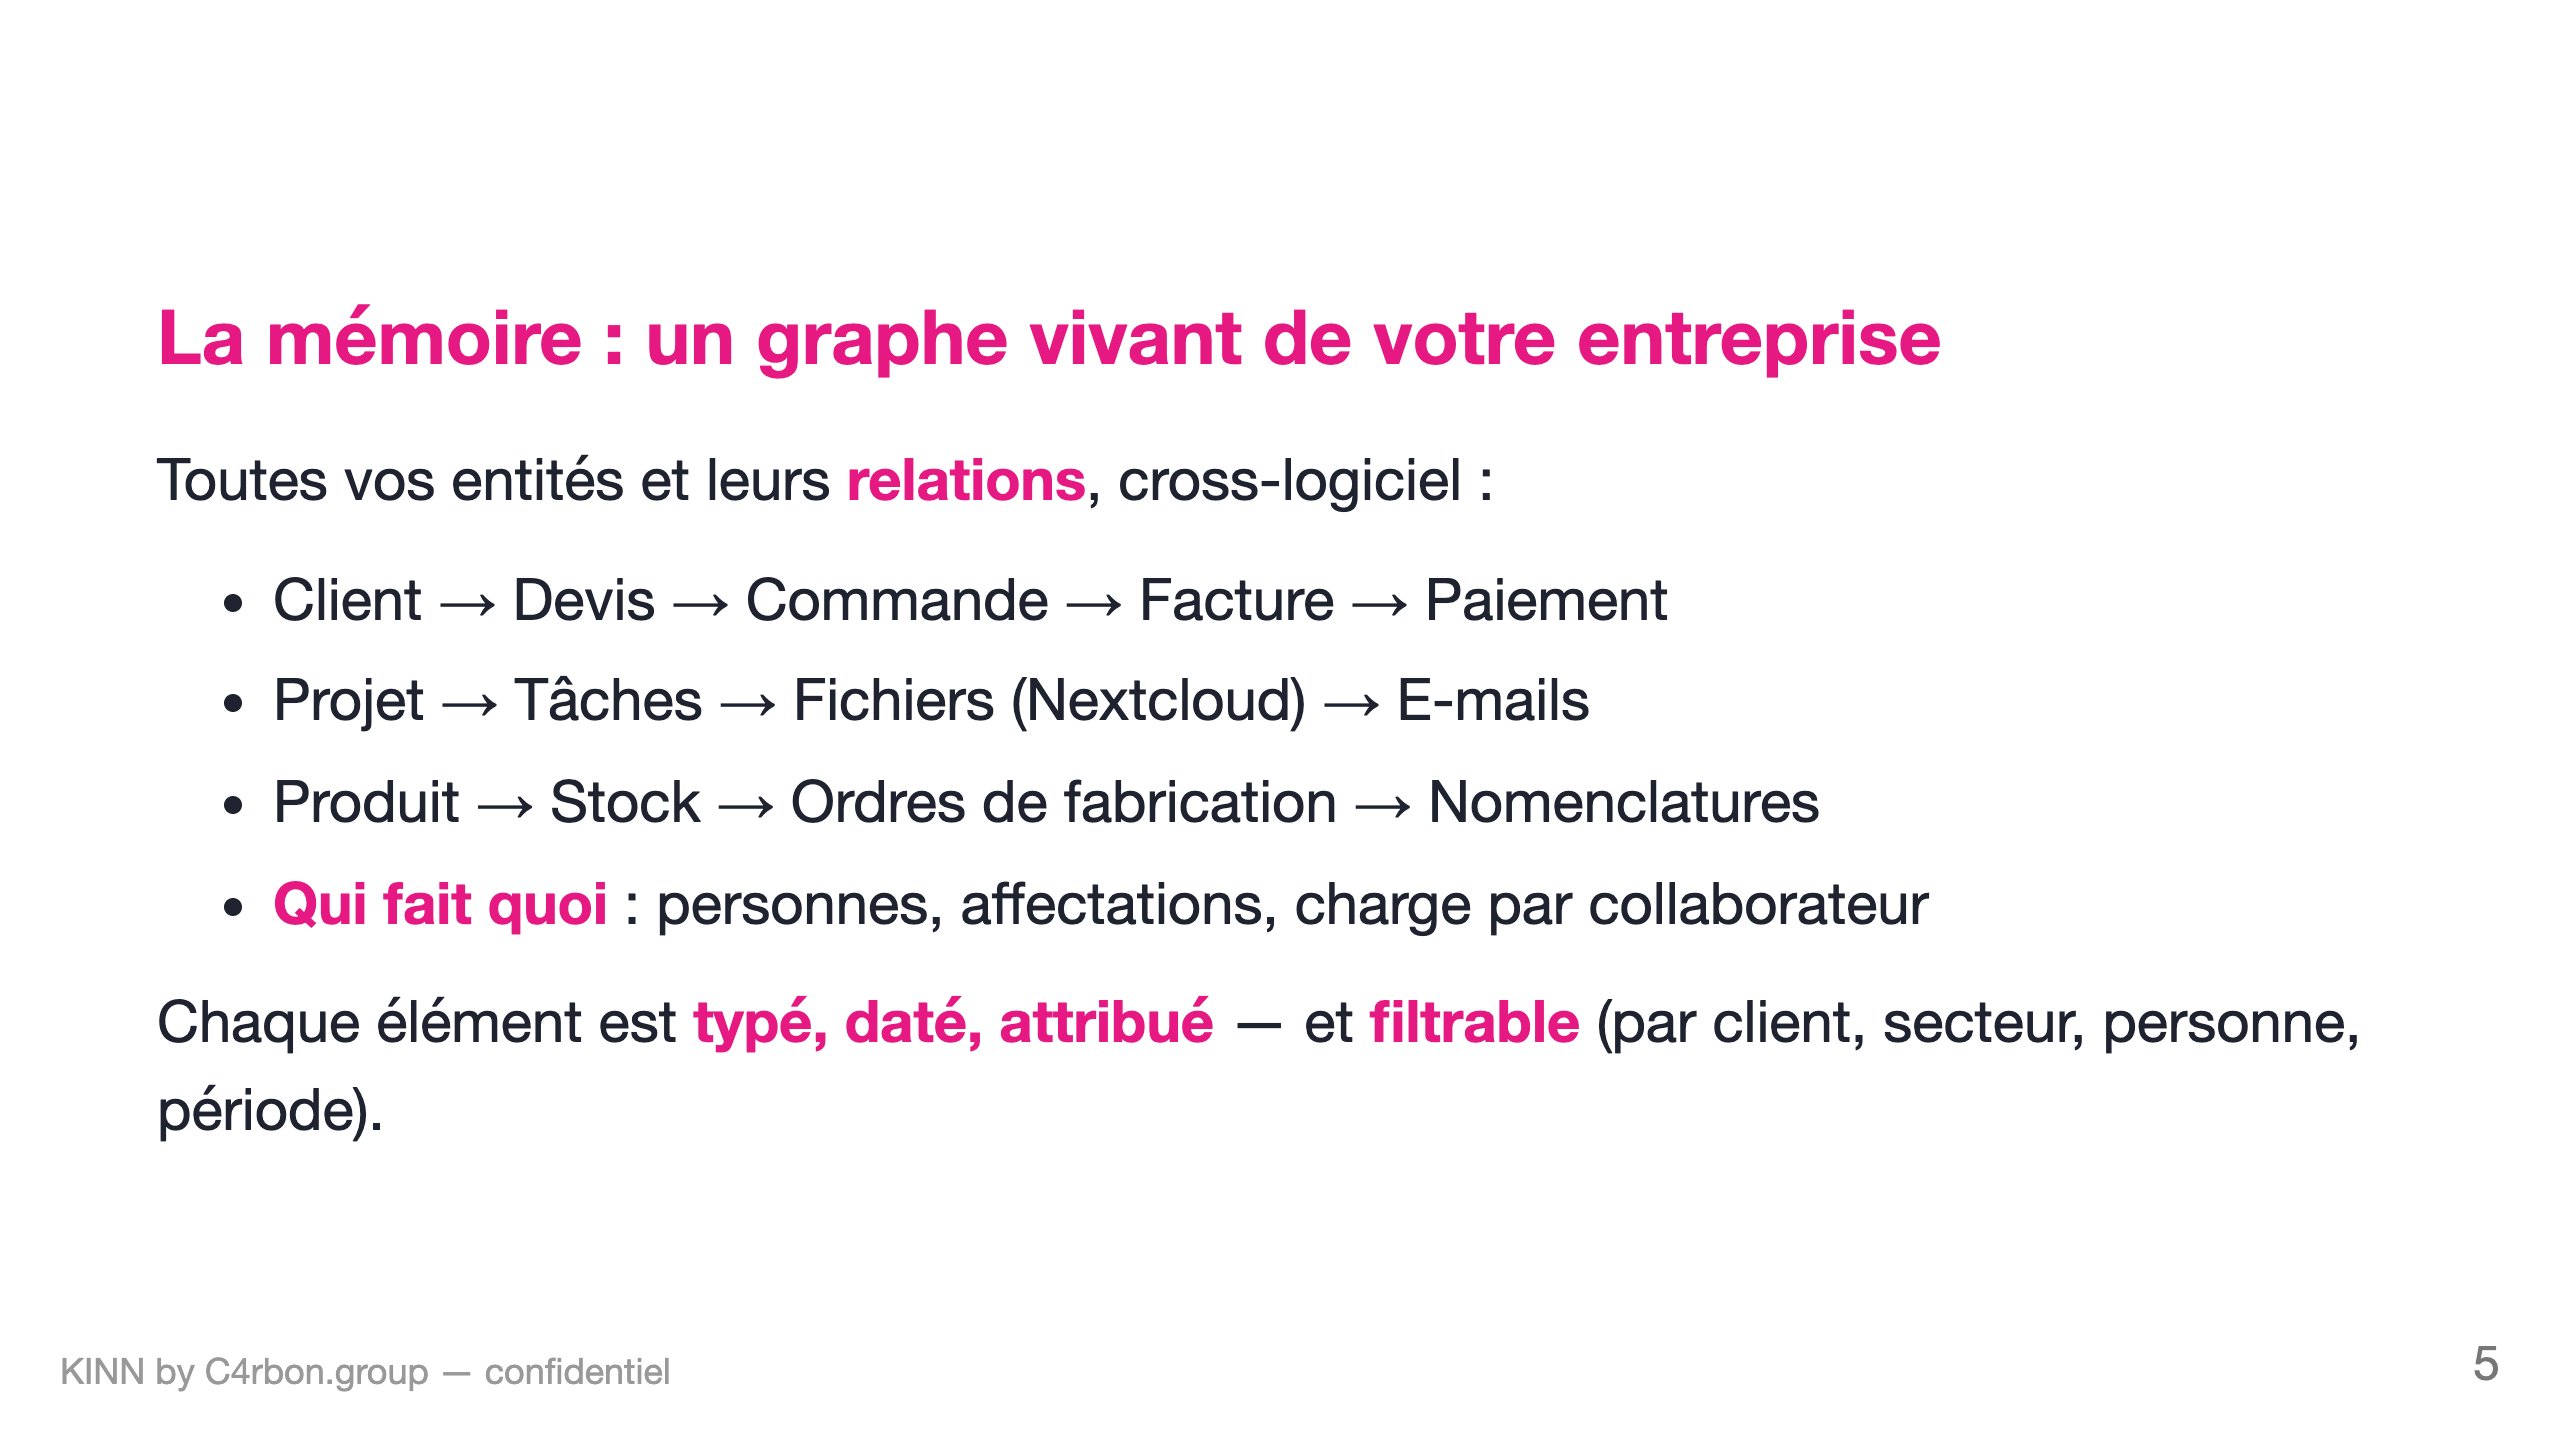 La mémoire : un graphe vivant de votre entreprise
Toutes vos entités et leurs relations, cross-logiciel :
• Client → Devis → Commande → Facture → Paiement
• Projet → Tâches → Fichiers (Nextcloud) → E-mails
• Produit → Stock → Ordres de fabrication → Nomenclatures
• Qui fait quoi : personnes, affectations, charge par collaborateur
Chaque élément est typé, daté, attribué — et filtrable (par client, secteur, personne,
période).
KINN by C4rbon.group — confidentiel
5